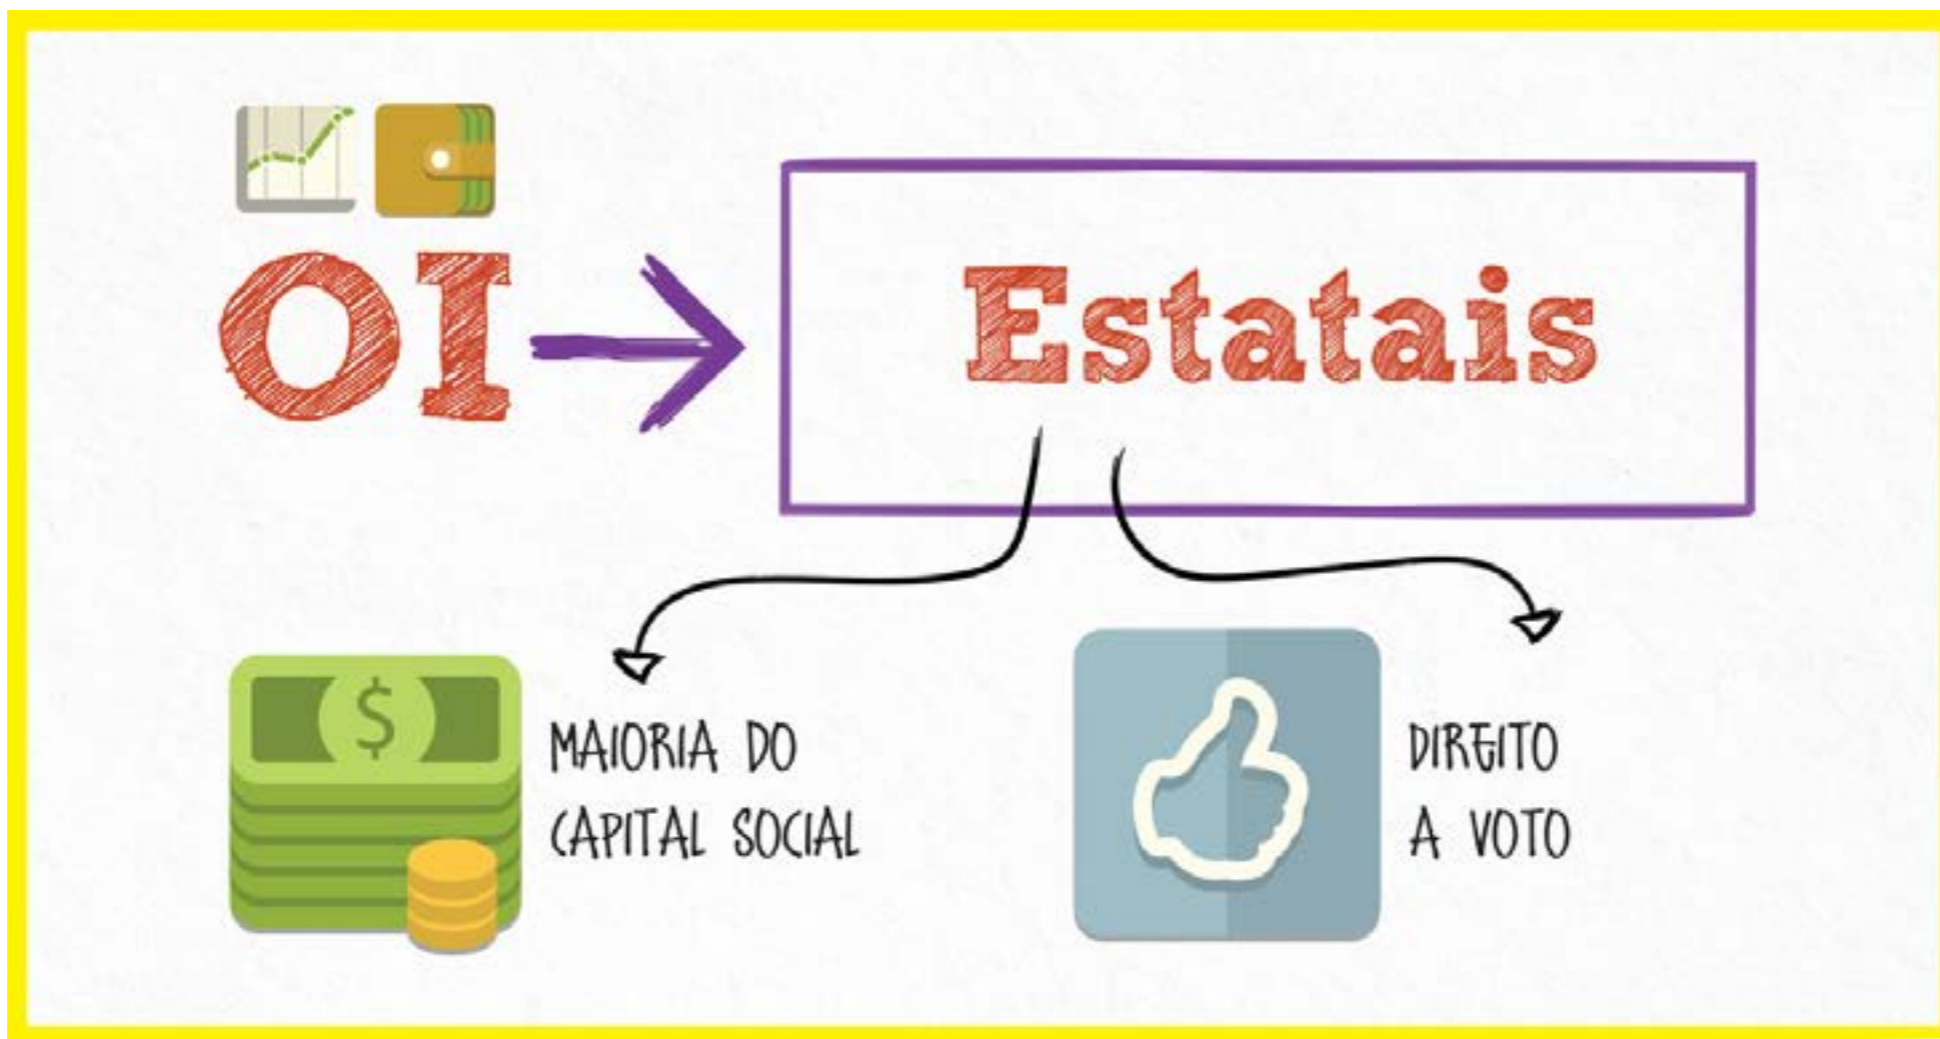 OI
Estatais
$
MAIORIA DO
CAPITAL SOCIAL
DIREITO
A VOTO